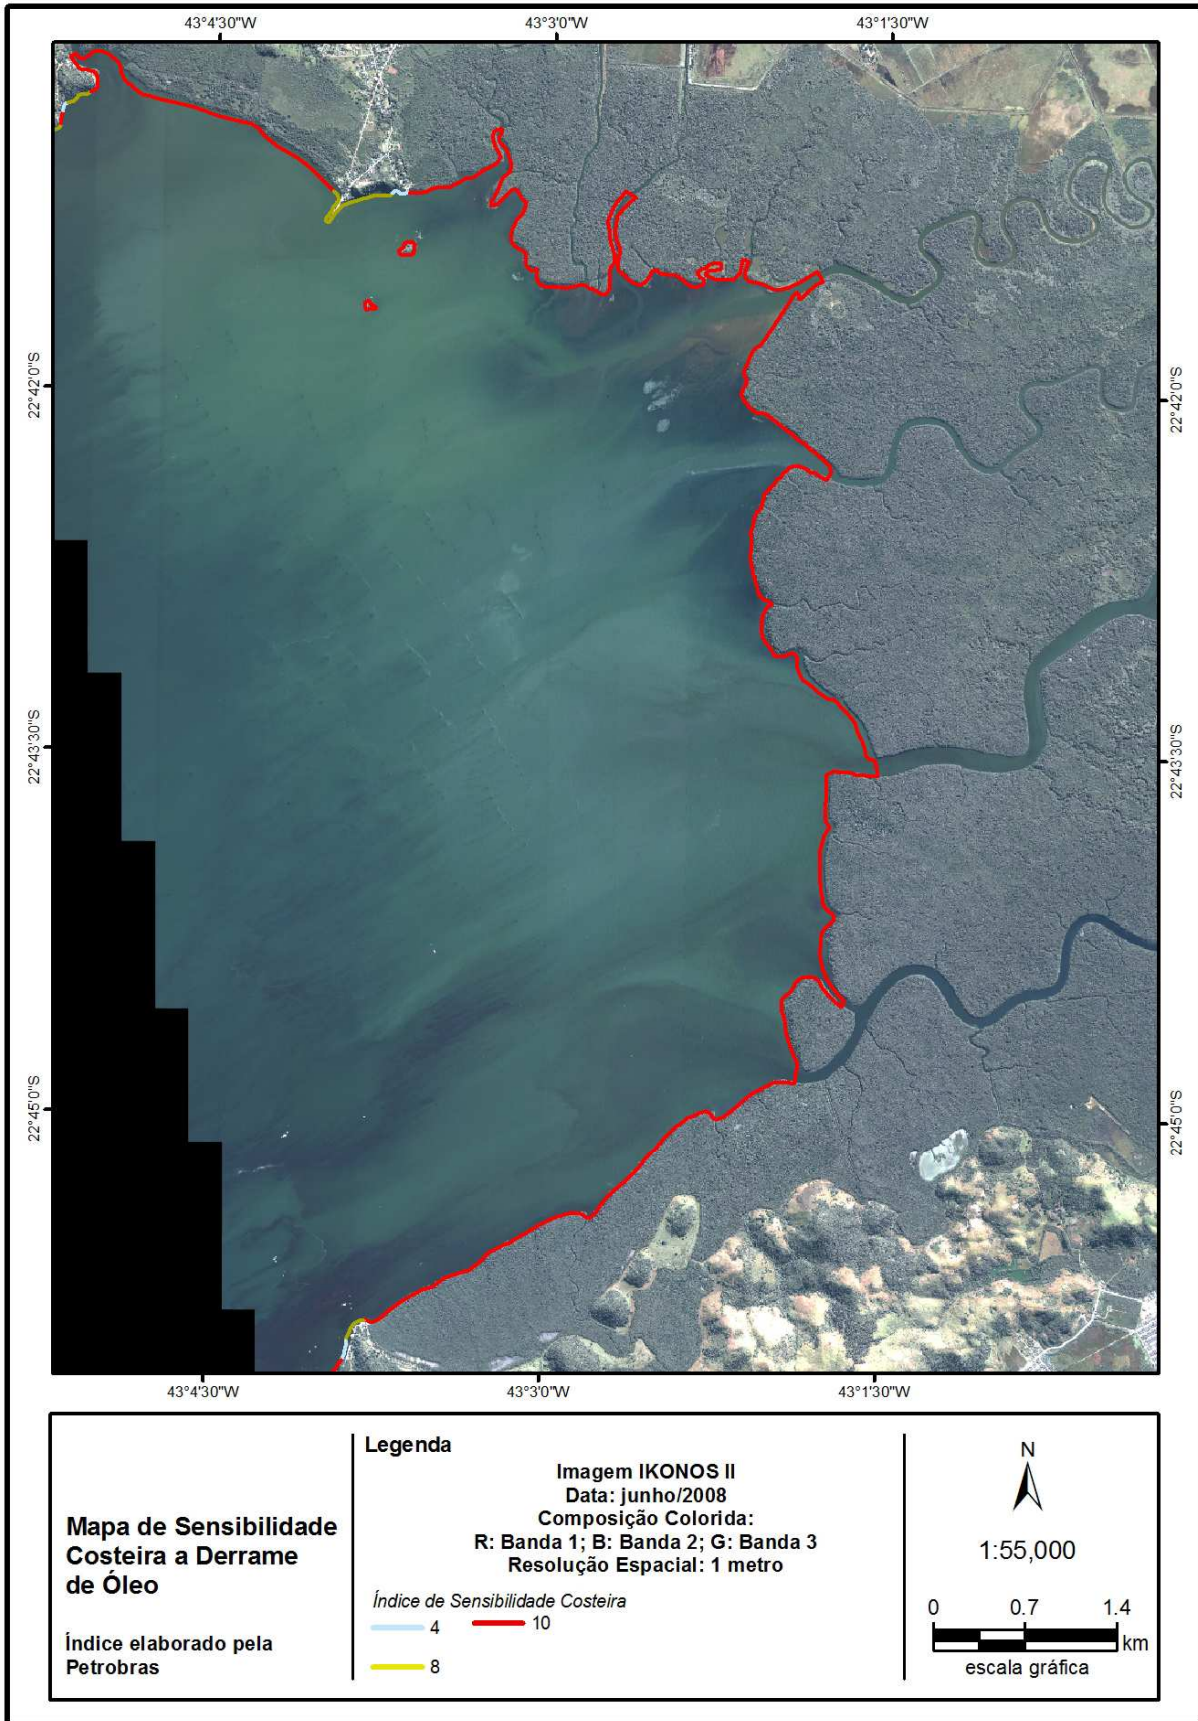 43°4'30"W
43°3'0"W
43°1'30"W
22°42'0"S
22°42'0"S
22°43'30"S
22°43'30"S
22°45'0"S
22°45'0"S
43°4'30"W
43°3'0"W
43°1'30"W
Mapa de Sensibilidade
Costeira a Derrame
de Óleo
Índice elaborado pela
Petrobras
Legenda
Imagem IKONOS II
Data: junho/2008
Composição Colorida:
R: Banda 1; B: Banda 2; G: Banda 3
Resolução Espacial: 1 metro
Índice de Sensibilidade Costeira
4
10
8
N
1:55,000
0 0.7 1.4
km
escala gráfica